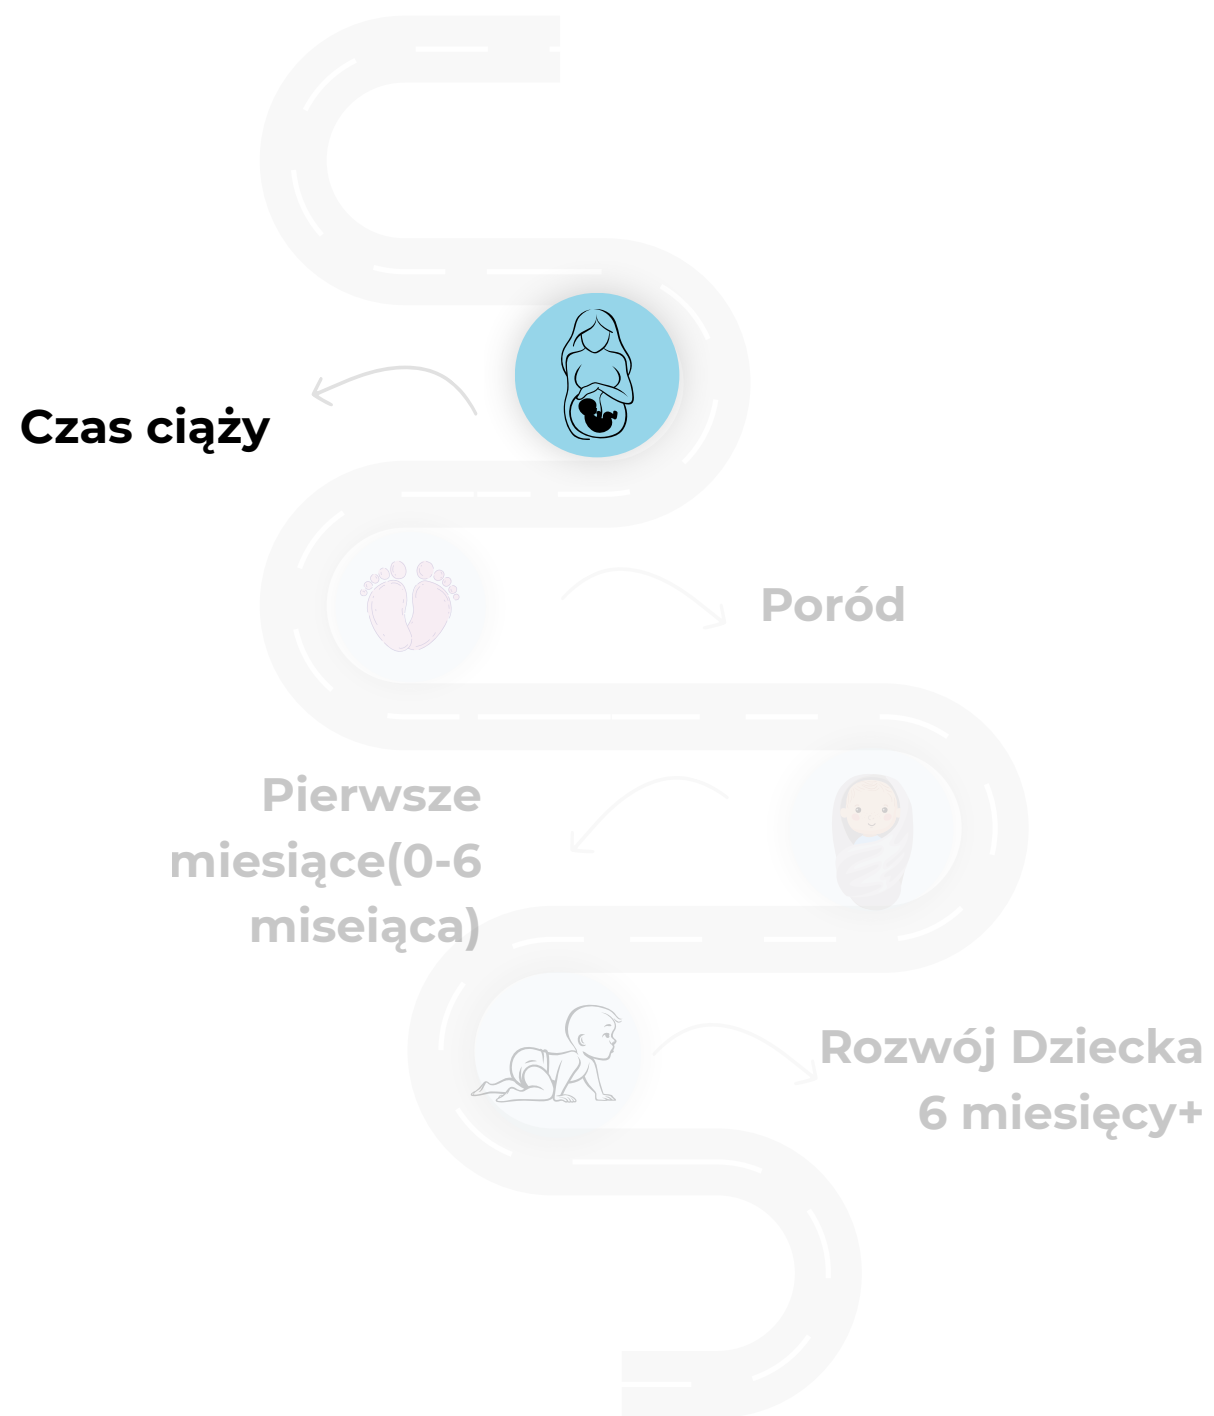 Czas ciąży
Poród
Pierwsze
miesiące(0-6
miseiąca)
Rozwój Dziecka
6 miesięcy+